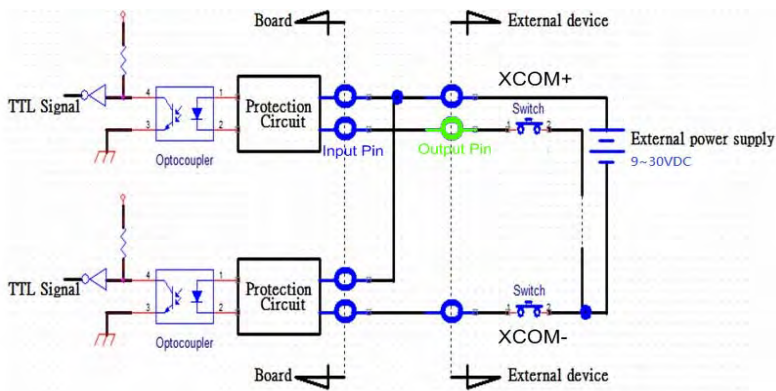 Board
External device
XCOM+
TTL Signal
4
1
3
2
Optocoupler
Protection
Circuit
Input Pin
Output Pin
Switch
1
2
External power supply
9~30VDC
TTL Signal
4
1
3
2
Optocoupler
Protection
Circuit
Switch
1
2
XCOM-
Board
External device